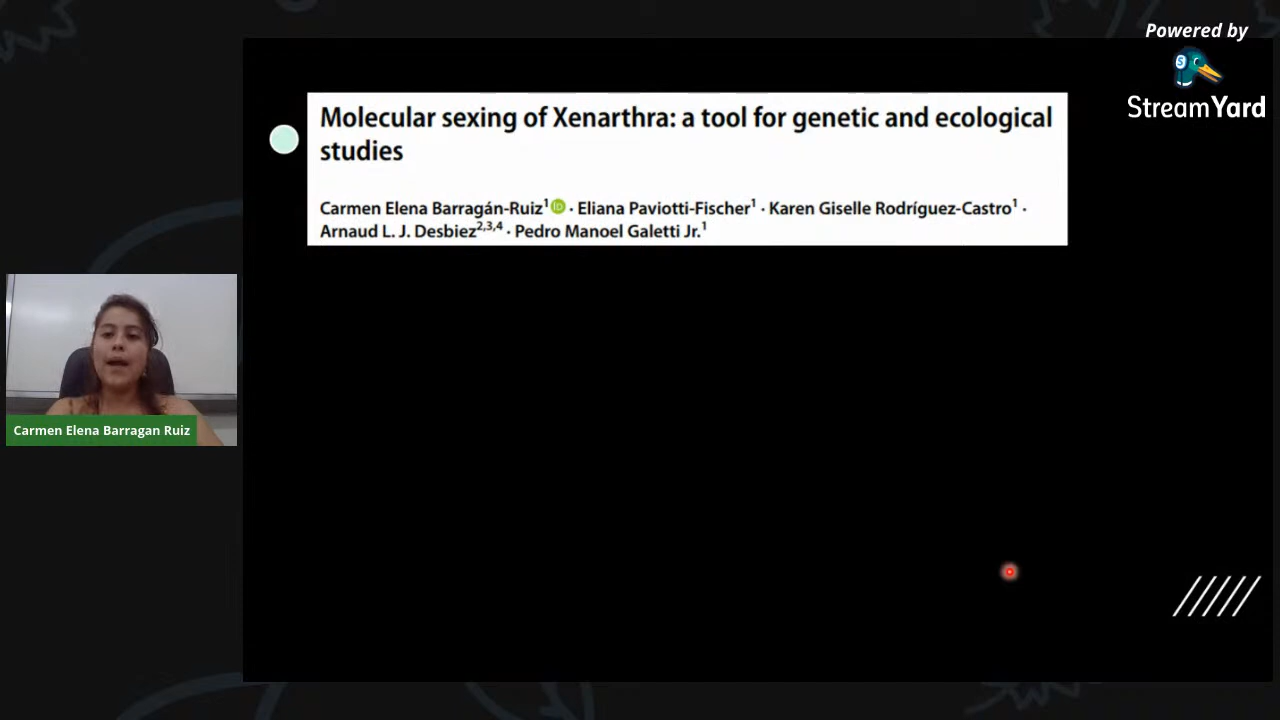 Powered by
StreamYard
Molecular sexing of Xenarthra: a tool for genetic and ecological
studies
Carmen Elena Barragán-Ruiz1 iD · Eliana Paviotti-Fischer1 · Karen Giselle Rodríguez-Castro1 ·
Arnaud L. J. Desbiez2,3,4 · Pedro Manoel Galetti Jr.1
Carmen Elena Barragan Ruiz